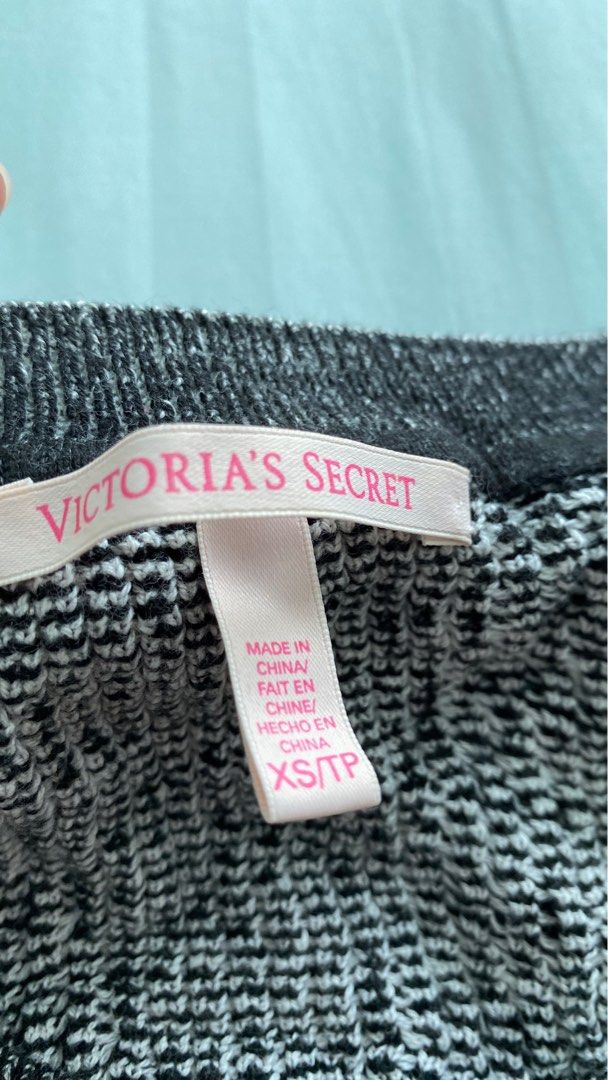 VICTORIA'S SECRET
MADE IN
CHINA/
FAIT EN
CHINE/
HECHO EN
CHINA
XS/TP